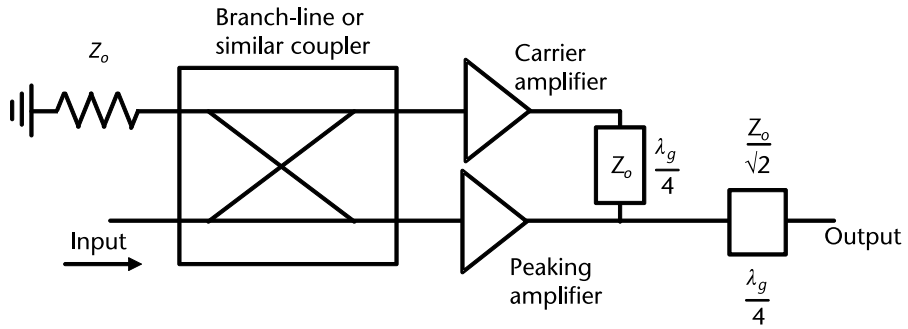 Branch-line or
similar coupler
Z_o
Carrier
amplifier
Z_o
λ_g
4
Z_o
√2
Input
Output
Peaking
amplifier
λ_g
4